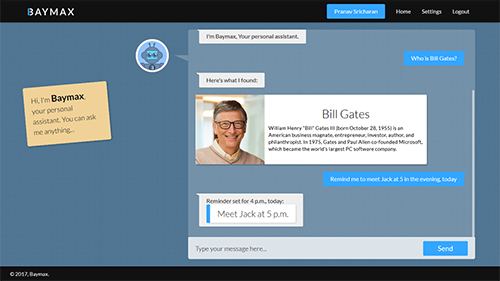 BAYMAX
Pranav Sricharan
Home
Settings
Logout
I'm Baymax, Your personal assistant.
Who is Bill Gates?
Hi, I'm Baymax,
your personal
assistant. You can ask
me anything...
Here's what I found:
Bill Gates
William Henry "Bill" Gates III (born October 28, 1955) is an
American business magnate, entrepreneur, investor, author, and
philanthropist. In 1975, Gates and Paul Allen co-founded Microsoft,
which became the world's largest PC software company.
Remind me to meet Jack at 5 in the evening, today
Reminder set for 4 p.m., today:
Meet Jack at 5 p.m.
Type your message here...
Send
© 2017, Baymax.